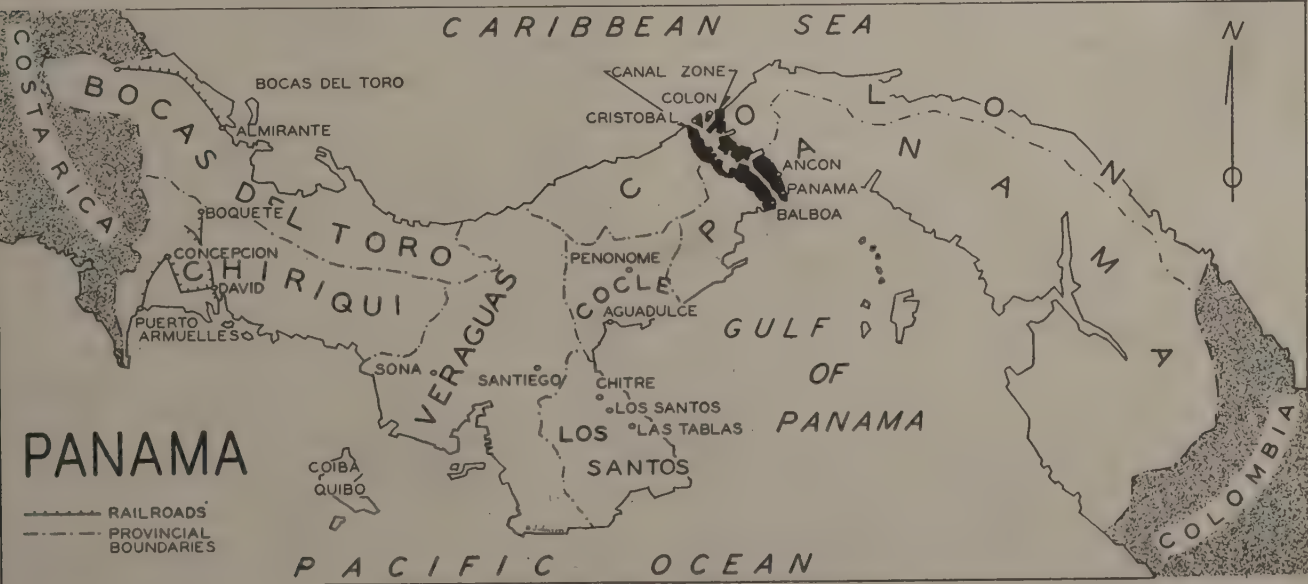 CARIBBEAN SEA
N
COSTA RICA
BOCAS DEL TORO
BOCAS DEL TORO
ALMIRANTE
CANAL ZONE
COLON
CRISTOBAL
COLON
ANCON
PANAMA
BALBOA
PANAMA
BOQUETE
CONCEPCION
CHIRIQUI
DAVID
PUERTO
ARMUELLES
PENONOME
COCLE
AGUADULCE
VERAGUAS
SONA
SANTIEGO
CHITRE
LOS SANTOS
LAS TABLAS
LOS
SANTOS
GULF
OF
PANAMA
COLOMBIA
COIBA
QUIBO
PANAMA
RAILROADS
PROVINCIAL
BOUNDARIES
PACIFIC OCEAN